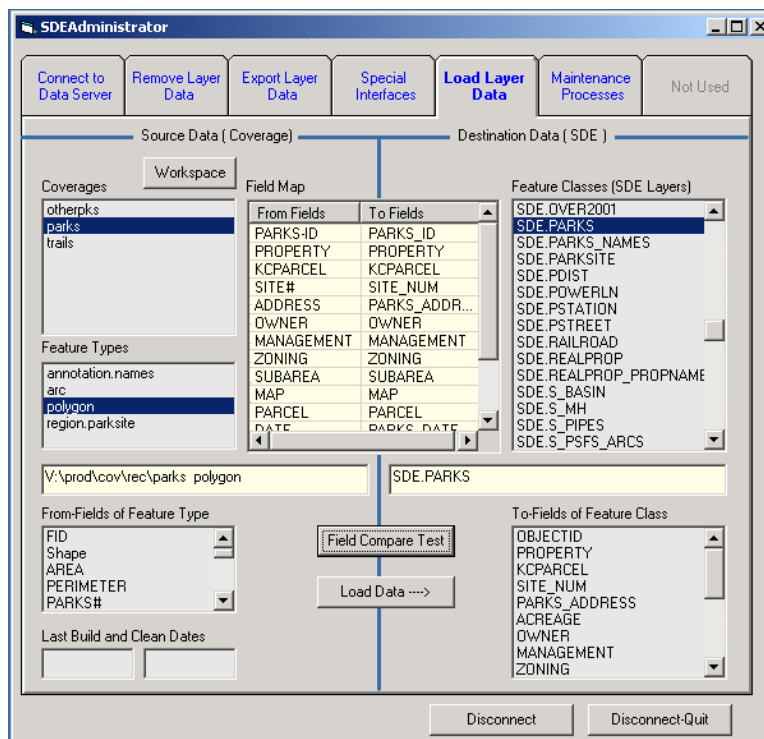 SDEAdministrator
Connect to Data Server
Remove Layer Data
Export Layer Data
Special Interfaces
Load Layer Data
Maintenance Processes
Not Used
Source Data ( Coverage)
Destination Data ( SDE )
Workspace
Coverages
otherpks
parks
trails
Feature Types
annotation.names
arc
polygon
region.parksite
Field Map
From Fields To Fields
PARKS-ID PARKS_ID
PROPERTY PROPERTY
KCPARCEL KCPARCEL
SITE# SITE_NUM
ADDRESS PARKS_ADDR...
OWNER OWNER
MANAGEMENT MANAGEMENT
ZONING ZONING
SUBAREA SUBAREA
MAP MAP
PARCEL PARCEL
DATE PARKS_DATE
Feature Classes (SDE Layers)
SDE.OVER2001
SDE.PARKS
SDE.PARKS_NAMES
SDE.PARKSITE
SDE.PDIST
SDE.POWERLN
SDE.PSTATION
SDE.PSTREET
SDE.RAILROAD
SDE.REALPROP
SDE.REALPROP_PROPNAME
SDE.S_BASIN
SDE.S_MH
SDE.S_PIPES
SDE.S_PSFS_ARCS
V:\prod\cov\rec\parks polygon
SDE.PARKS
From-Fields of Feature Type
FID
Shape
AREA
PERIMETER
PARKS#
Field Compare Test
Load Data ---->
To-Fields of Feature Class
OBJECTID
PROPERTY
KCPARCEL
SITE_NUM
PARKS_ADDRESS
ACREAGE
OWNER
MANAGEMENT
ZONING
Last Build and Clean Dates
Disconnect
Disconnect-Quit